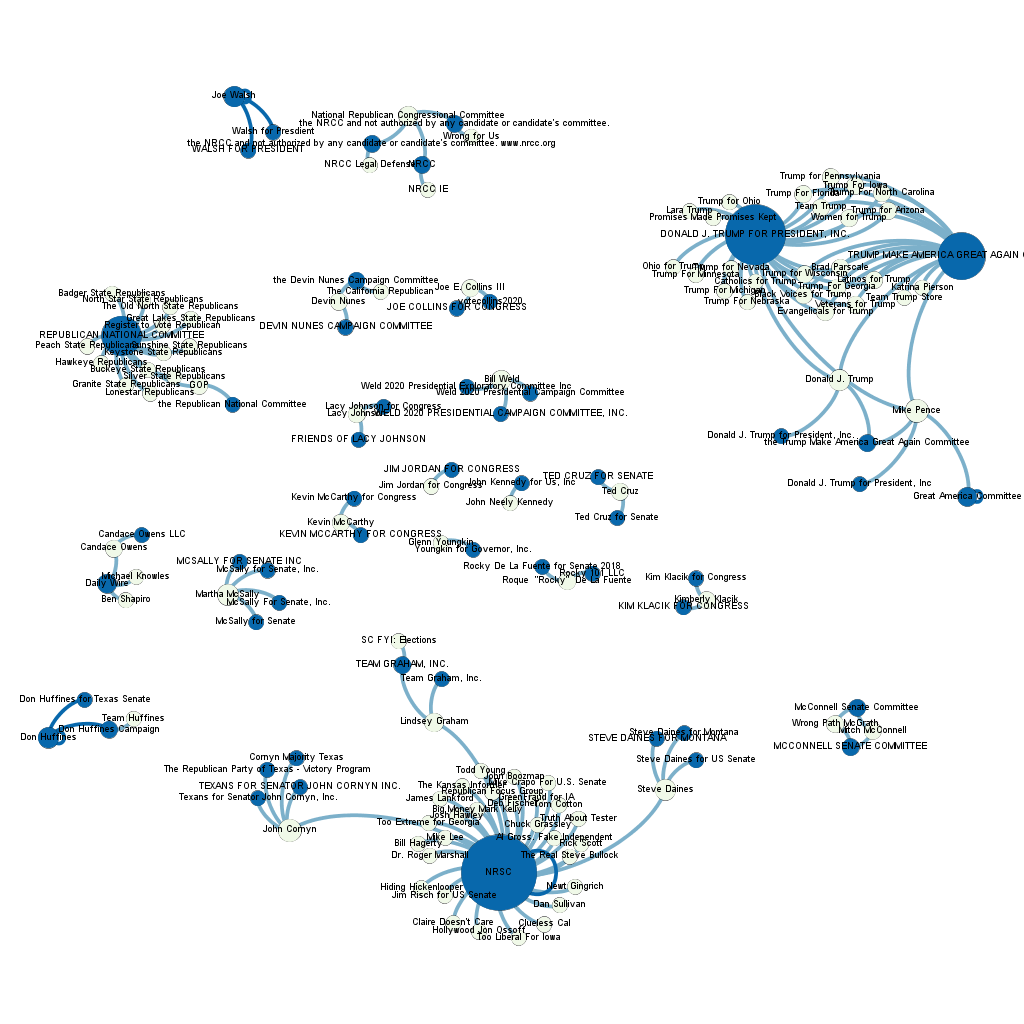 Joe Walsh
Walsh for Presdient
WALSH FOR PRESIDENT
National Republican Congressional Committee
the NRCC and not authorized by any candidate or candidate's committee.
Wrong for Us
the NRCC and not authorized by any candidate or candidate's committee. www.nrcc.org
NRCC Legal Defense
NRCC
NRCC IE
Trump for Pennsylvania
Trump For Iowa
Trump For Florida
Trump For North Carolina
Trump for Ohio
Team Trump
Lara Trump
Trump for Arizona
Promises Made Promises Kept
Women for Trump
DONALD J. TRUMP FOR PRESIDENT, INC.
TRUMP MAKE AMERICA GREAT AGAIN
Ohio for Trump
Trump for Nevada
Brad Parscale
Trump For Minnesota
Trump for Wisconsin
Catholics for Trump
Latinos for Trump
Trump For Michigan
Trump For Georgia
Katrina Pierson
Black Voices for Trump
Team Trump Store
Trump For Nebraska
Veterans for Trump
Evangelicals for Trump
the Devin Nunes Campaign Committee
The California Republican
Devin Nunes
DEVIN NUNES CAMPAIGN COMMITTEE
Joe E. Collins III
Votecollins2020
JOE COLLINS FOR CONGRESS
Badger State Republicans
North Star State Republicans
The Old North State Republicans
Great Lakes State Republicans
Register to Vote Republican
REPUBLICAN NATIONAL COMMITTEE
Peach State Republicans
Sunshine State Republicans
Keystone State Republicans
Hawkeye Republicans
Buckeye State Republicans
Silver State Republicans
Granite State Republicans
GOP
Lonestar Republicans
the Republican National Committee
Bill Weld
Weld 2020 Presidential Exploratory Committee Inc
Weld 2020 Presidential Campaign Committee
WELD 2020 PRESIDENTIAL CAMPAIGN COMMITTEE, INC.
Lacy Johnson for Congress
Lacy Johnson
FRIENDS OF LACY JOHNSON
Donald J. Trump
Mike Pence
Donald J. Trump for President, Inc.
the Trump Make America Great Again Committee
Donald J. Trump for President, Inc
Great America Committee
JIM JORDAN FOR CONGRESS
Jim Jordan for Congress
John Kennedy for Us, Inc
John Neely Kennedy
TED CRUZ FOR SENATE
Ted Cruz
Ted Cruz for Senate
Kevin McCarthy for Congress
Kevin McCarthy
KEVIN MCCARTHY FOR CONGRESS
Glenn Youngkin
Youngkin for Governor, Inc.
Candace Owens LLC
Candace Owens
Michael Knowles
Daily Wire
Ben Shapiro
MCSALLY FOR SENATE INC
McSally for Senate, Inc.
Martha McSally
McSally For Senate, Inc.
McSally for Senate
Rocky De La Fuente for Senate 2018
Rocky 101 LLC
Roque "Rocky" De La Fuente
Kim Klacik for Congress
Kimberly Klacik
KIM KLACIK FOR CONGRESS
SC FYI: Elections
TEAM GRAHAM, INC.
Team Graham, Inc.
Lindsey Graham
Don Huffines for Texas Senate
Team Huffines
Don Huffines Campaign
Don Huffines
McConnell Senate Committee
Wrong Path McGrath
Mitch McConnell
MCCONNELL SENATE COMMITTEE
Steve Daines for Montana
STEVE DAINES FOR MONTANA
Steve Daines for US Senate
Steve Daines
Cornyn Majority Texas
The Republican Party of Texas - Victory Program
TEXANS FOR SENATOR JOHN CORNYN INC.
Texans for Senator John Cornyn, Inc.
John Cornyn
Todd Young
John Boozman
The Kansas Informer
Mike Crapo For U.S. Senate
Republican Focus Group
James Lankford
Greenfraud for IA
Deb Fischer
Tom Cotton
Big Money Mark Kelly
Josh Hawley
Too Extreme for Georgia
Chuck Grassley
Truth About Tester
Mike Lee
Al Gross, Fake Independent
Bill Hagerty
Rick Scott
Dr. Roger Marshall
The Real Steve Bullock
NRSC
Hiding Hickenlooper
Newt Gingrich
Jim Risch for US Senate
Dan Sullivan
Claire Doesn't Care
Clueless Cal
Hollywood Jon Ossoff
Too Liberal For Iowa